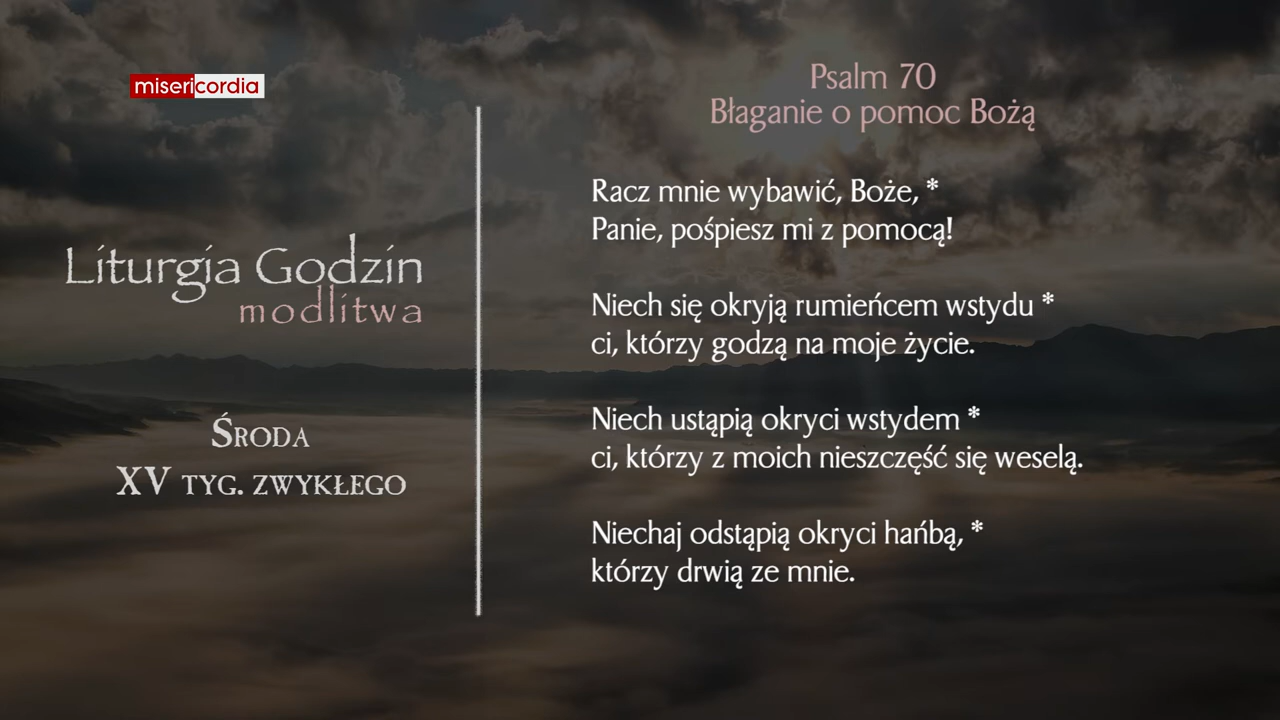 misericordia
Liturgia Godzin
modlitwa
Środa
XV tyg. zwykłego
Psalm 70
Błaganie o pomoc Bożą
Racz mnie wybawić, Boże, *
Panie, pośpiesz mi z pomocą!
Niech się okryją rumieńcem wstydu *
ci, którzy godzą na moje życie.
Niech ustąpią okryci wstydem *
ci, którzy z moich nieszczęść się weselą.
Niechaj odstąpią okryci hańbą, *
którzy drwią ze mnie.